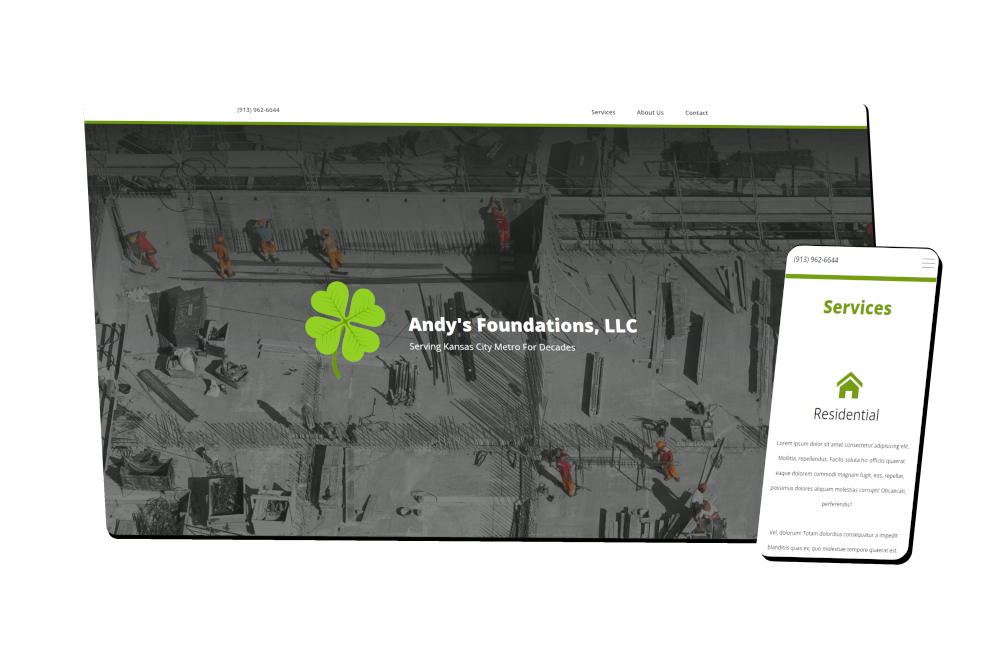 (913) 962-6644
Services
About Us
Contact
Andy's Foundations, LLC
Serving Kansas City Metro For Decades
(913) 962-6644
Services
Residential
Lorem ipsum dolor sit amet consectetur adipisicing elit.
Mollitia, repellendus. Facilis soluta hic officiis quaerat
eaque dolorem commodi magnam fugit, eos, repellat,
possimus dolores aliquam molestias corrupti! Obcaecati,
perferendis?
Vel, dolorum! Totam doloribus consequatur a impedit
blanditiis quas ex, quo molestiae tempore quaerat est